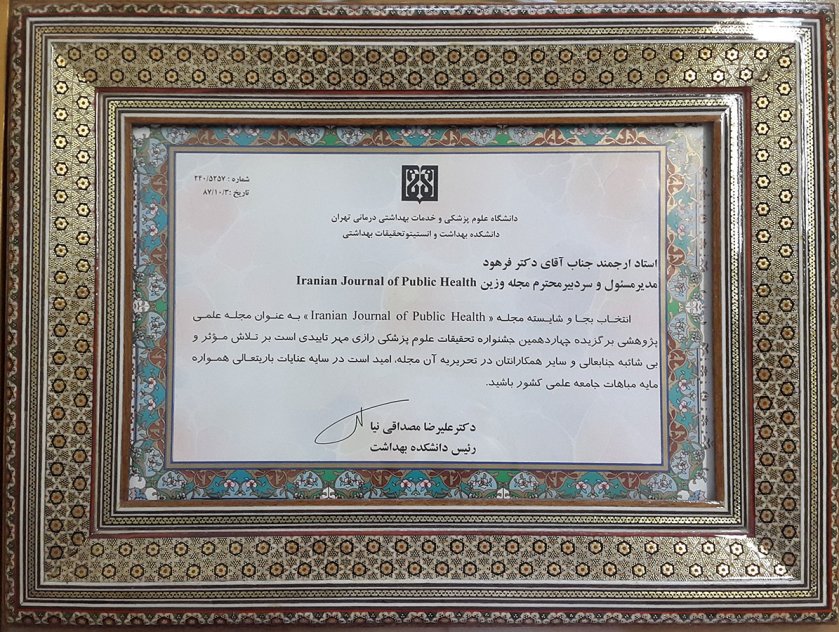 شماره : ۲۴۰/۵۲۵۷
تاریخ : ۸۷/۱۰/۳
دانشگاه علوم پزشکی و خدمات بهداشتی درمانی تهران
دانشکده بهداشت و انستیتوتحقیقات بهداشتی
استاد ارجمند جناب آقای دکتر فرهود
مدیرمسئول و سردبیرمحترم مجله وزین Iranian Journal of Public Health
انتخاب بجا و شایسته مجله « Iranian Journal of Public Health » به عنوان مجله علمی
پژوهشی برگزیده چهاردهمین جشنواره تحقیقات علوم پزشکی رازی مهر تاییدی است بر تلاش مؤثر و
بی شائبه جنابعالی و سایر همکارانتان در تحریریه آن مجله. امید است در سایه عنایات باریتعالی همواره
مایه مباهات جامعه علمی کشور باشید.
دکترعلیرضا مصداقی نیا
رئیس دانشکده بهداشت